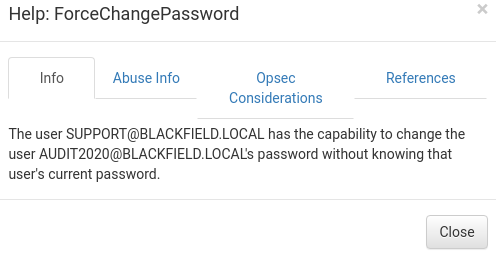 Help: ForceChangePassword
×
Info
Abuse Info
Opsec
Considerations
References
The user SUPPORT@BLACKFIELD.LOCAL has the capability to change the
user AUDIT2020@BLACKFIELD.LOCAL's password without knowing that
user's current password.
Close